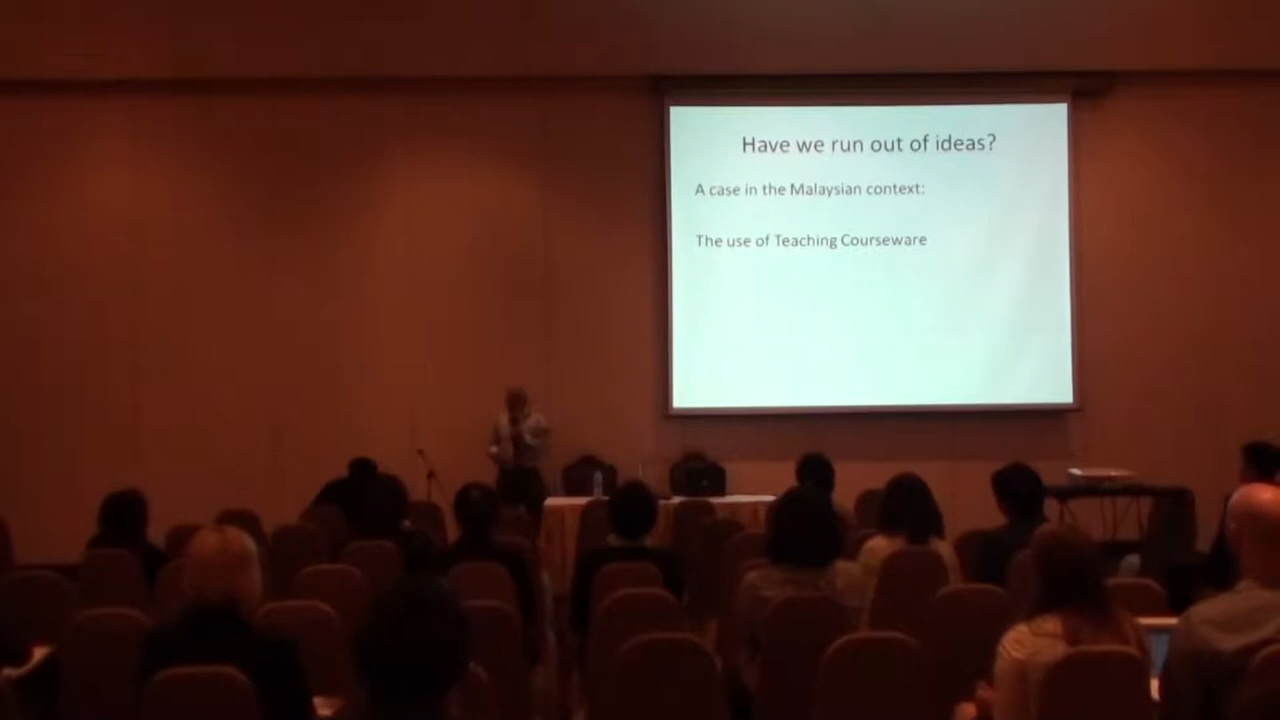 Have we run out of ideas?
A case in the Malaysian context:
The use of Teaching Courseware